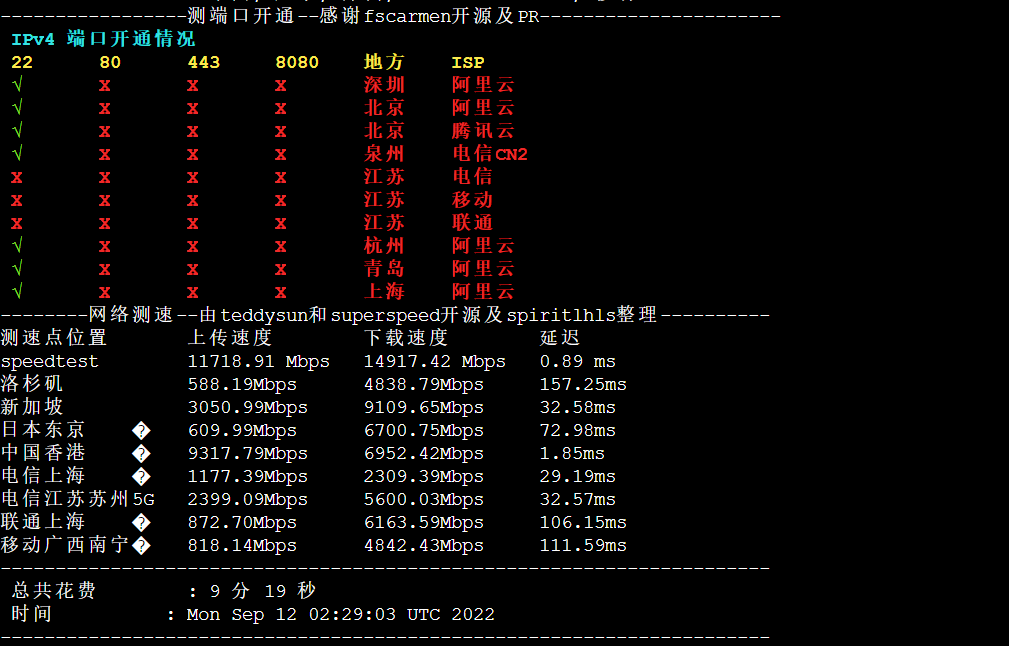 -----------------测端口开通--感谢fscarmen开源及PR----------------------
IPv4 端口开通情况
22 80 443 8080 地方 ISP
√ x x x 深圳 阿里云
√ x x x 北京 阿里云
√ x x x 北京 腾讯云
√ x x x 泉州 电信CN2
x x x x 江苏 电信
x x x x 江苏 移动
x x x x 江苏 联通
√ x x x 杭州 阿里云
√ x x x 青岛 阿里云
√ x x x 上海 阿里云
--------网络测速--由teddysun和superspeed开源及spiritlhls整理----------
测速点位置 上传速度 下载速度 延迟
speedtest 11718.91 Mbps 14917.42 Mbps 0.89 ms
洛杉矶 588.19Mbps 4838.79Mbps 157.25ms
新加坡 3050.99Mbps 9109.65Mbps 32.58ms
日本东京 � 609.99Mbps 6700.75Mbps 72.98ms
中国香港 � 9317.79Mbps 6952.42Mbps 1.85ms
电信上海 � 1177.39Mbps 2309.39Mbps 29.19ms
电信江苏苏州5G 2399.09Mbps 5600.03Mbps 32.57ms
联通上海 � 872.70Mbps 6163.59Mbps 106.15ms
移动广西南宁� 818.14Mbps 4842.43Mbps 111.59ms
----------------------------------------------------------------------
总共花费 : 9 分 19 秒
时间 : Mon Sep 12 02:29:03 UTC 2022
----------------------------------------------------------------------